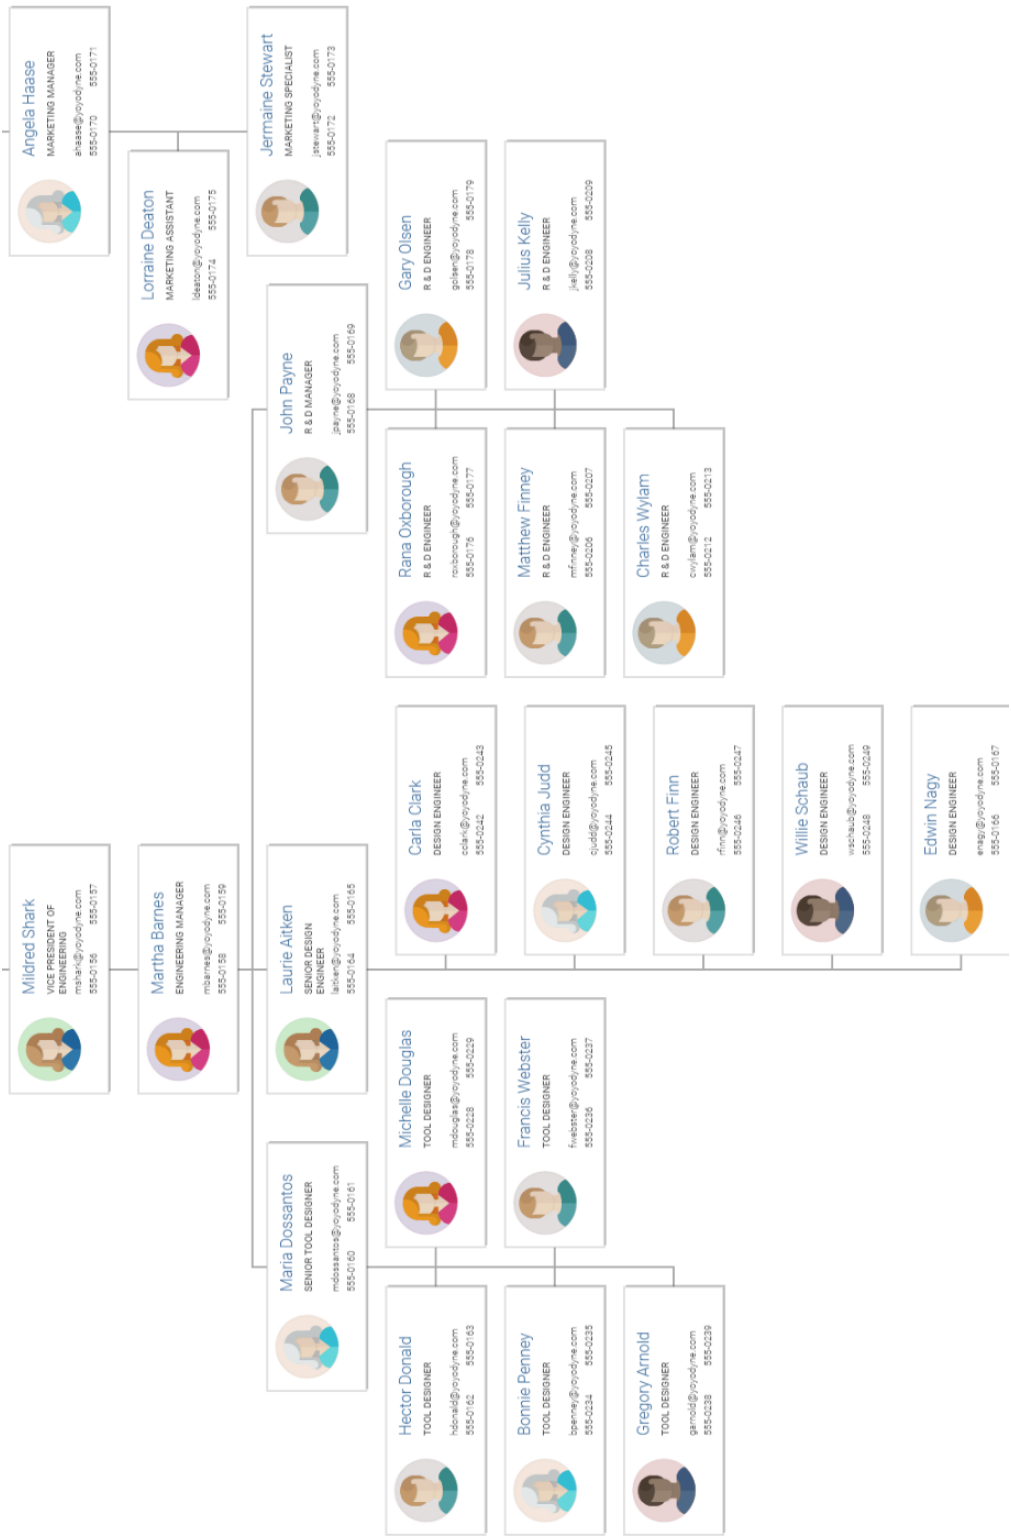 Mildred Shark
VICE PRESIDENT OF
ENGINEERING
mshark@yoyodyne.com
555-0156 555-0157
Angela Haase
MARKETING MANAGER
ahaase@yoyodyne.com
555-0170 555-0171
Martha Barnes
ENGINEERING MANAGER
mbarnes@yoyodyne.com
555-0158 555-0159
Lorraine Deaton
MARKETING ASSISTANT
ldeaton@yoyodyne.com
555-0174 555-0175
Maria Dossantos
SENIOR TOOL DESIGNER
mdossantos@yoyodyne.com
555-0160 555-0161
Laurie Aitken
SENIOR DESIGN
ENGINEER
laitken@yoyodyne.com
555-0164 555-0165
John Payne
R & D MANAGER
jpayne@yoyodyne.com
555-0168 555-0169
Jermaine Stewart
MARKETING SPECIALIST
jstewart@yoyodyne.com
555-0172 555-0173
Hector Donald
TOOL DESIGNER
hdonald@yoyodyne.com
555-0162 555-0163
Michelle Douglas
TOOL DESIGNER
mdouglas@yoyodyne.com
555-0228 555-0229
Carla Clark
DESIGN ENGINEER
cclark@yoyodyne.com
555-0242 555-0243
Rana Oxborough
R & D ENGINEER
roxborough@yoyodyne.com
555-0176 555-0177
Gary Olsen
R & D ENGINEER
golsen@yoyodyne.com
555-0178 555-0179
Bonnie Penney
TOOL DESIGNER
bpenney@yoyodyne.com
555-0234 555-0235
Francis Webster
TOOL DESIGNER
fwebster@yoyodyne.com
555-0236 555-0237
Cynthia Judd
DESIGN ENGINEER
cjudd@yoyodyne.com
555-0244 555-0245
Matthew Finney
R & D ENGINEER
mfinney@yoyodyne.com
555-0206 555-0207
Julius Kelly
R & D ENGINEER
jkelly@yoyodyne.com
555-0208 555-0209
Gregory Arnold
TOOL DESIGNER
garnold@yoyodyne.com
555-0238 555-0239
Robert Finn
DESIGN ENGINEER
rfinn@yoyodyne.com
555-0246 555-0247
Charles Wylam
R & D ENGINEER
cwylam@yoyodyne.com
555-0212 555-0213
Willie Schaub
DESIGN ENGINEER
wschaub@yoyodyne.com
555-0248 555-0249
Edwin Nagy
DESIGN ENGINEER
enagy@yoyodyne.com
555-0166 555-0167